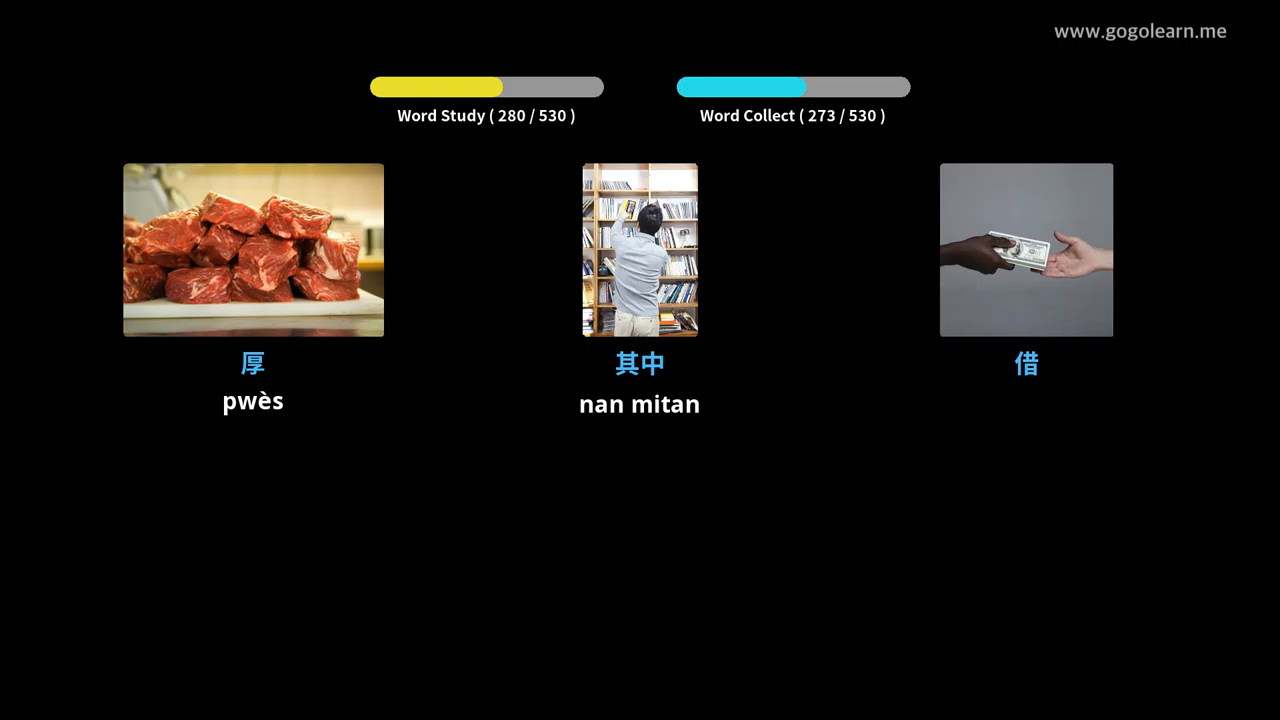 www.gogolearn.me
Word Study ( 280 / 530 )
Word Collect ( 273 / 530 )
厚
其中
借
pwès
nan mitan